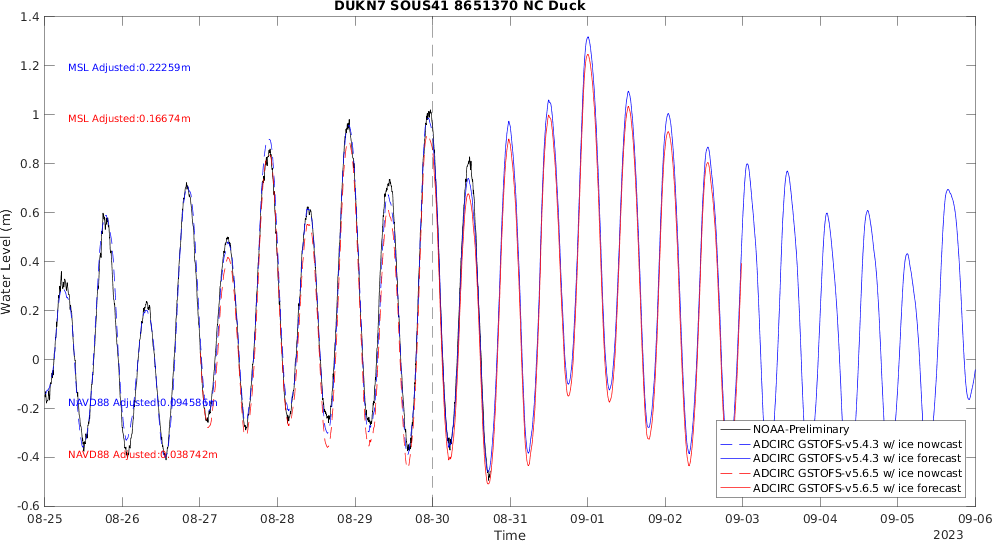 DUKN7 SOUS41 8651370 NC Duck
1.4
1.2
1
0.8
0.6
0.4
0.2
0
-0.2
-0.4
-0.6
Water Level (m)
MSL Adjusted:0.22259m
MSL Adjusted:0.16674m
NAVD88 Adjusted:0.094586m
NAVD88 Adjusted:0.038742m
NOAA-Preliminary
ADCIRC GSTOFS-v5.4.3 w/ ice nowcast
ADCIRC GSTOFS-v5.4.3 w/ ice forecast
ADCIRC GSTOFS-v5.6.5 w/ ice nowcast
ADCIRC GSTOFS-v5.6.5 w/ ice forecast
08-25 08-26 08-27 08-28 08-29 08-30 08-31 09-01 09-02 09-03 09-04 09-05 09-06
Time
2023